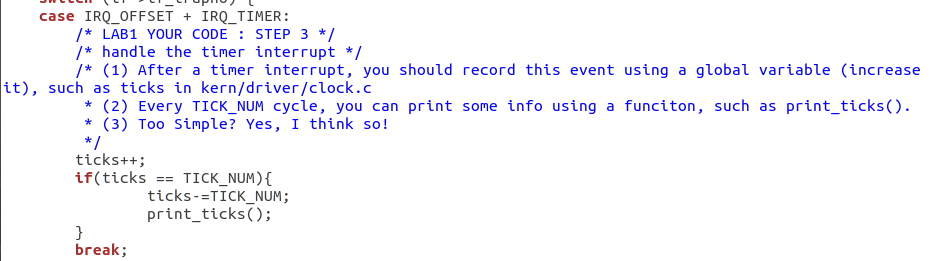 switch (tf->tf_trapno) {
case IRQ_OFFSET + IRQ_TIMER:
/* LAB1 YOUR CODE : STEP 3 */
/* handle the timer interrupt */
/* (1) After a timer interrupt, you should record this event using a global variable (increase
it), such as ticks in kern/driver/clock.c
* (2) Every TICK_NUM cycle, you can print some info using a funciton, such as print_ticks().
* (3) Too Simple? Yes, I think so!
*/
ticks++;
if(ticks == TICK_NUM){
ticks-=TICK_NUM;
print_ticks();
}
break;